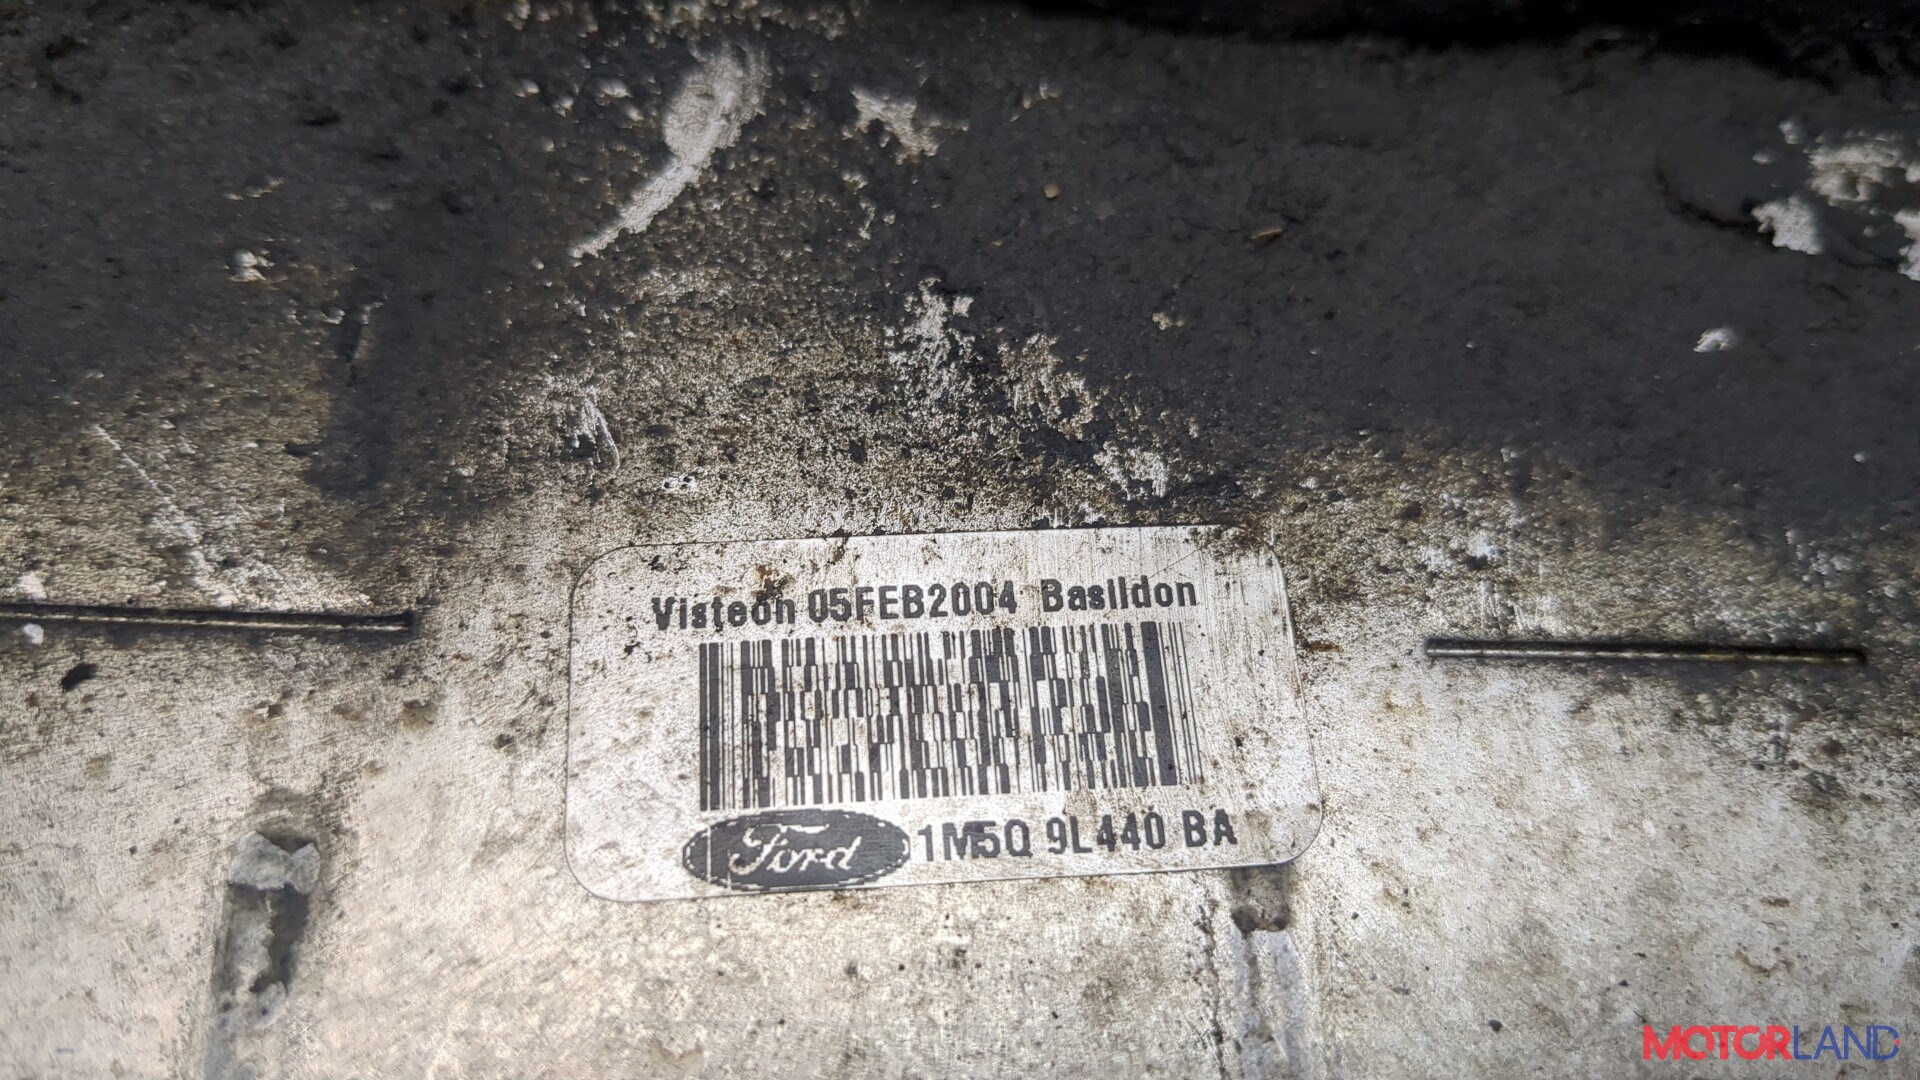 Visteon 05FEB2004 Basildon
Ford 1M5Q 9L440 BA
MOTORLAND